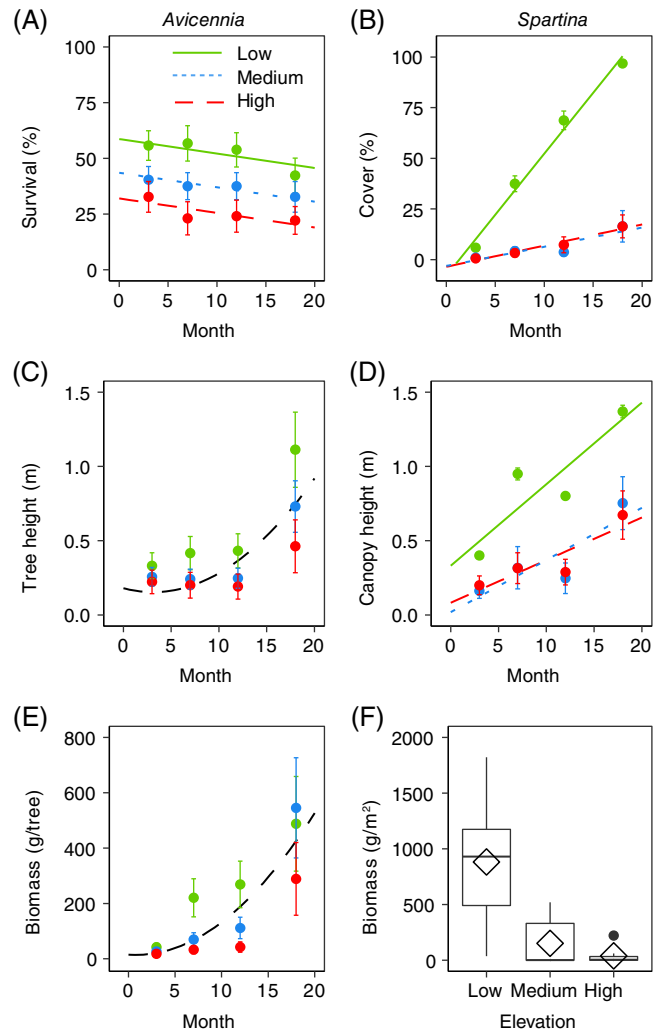 (A) Avicennia (B) Spartina
Low
Medium
High
Survival (%)
100
75
50
25
0
0 5 10 15 20
Month
Cover (%)
100
75
50
25
0
0 5 10 15 20
Month
(C) (D)
Tree height (m)
1.5
1.0
0.5
0.0
0 5 10 15 20
Month
Canopy height (m)
1.5
1.0
0.5
0.0
0 5 10 15 20
Month
(E) (F)
Biomass (g/tree)
800
600
400
200
0
0 5 10 15 20
Month
Biomass (g/m²)
2000
1500
1000
500
0
Low Medium High
Elevation